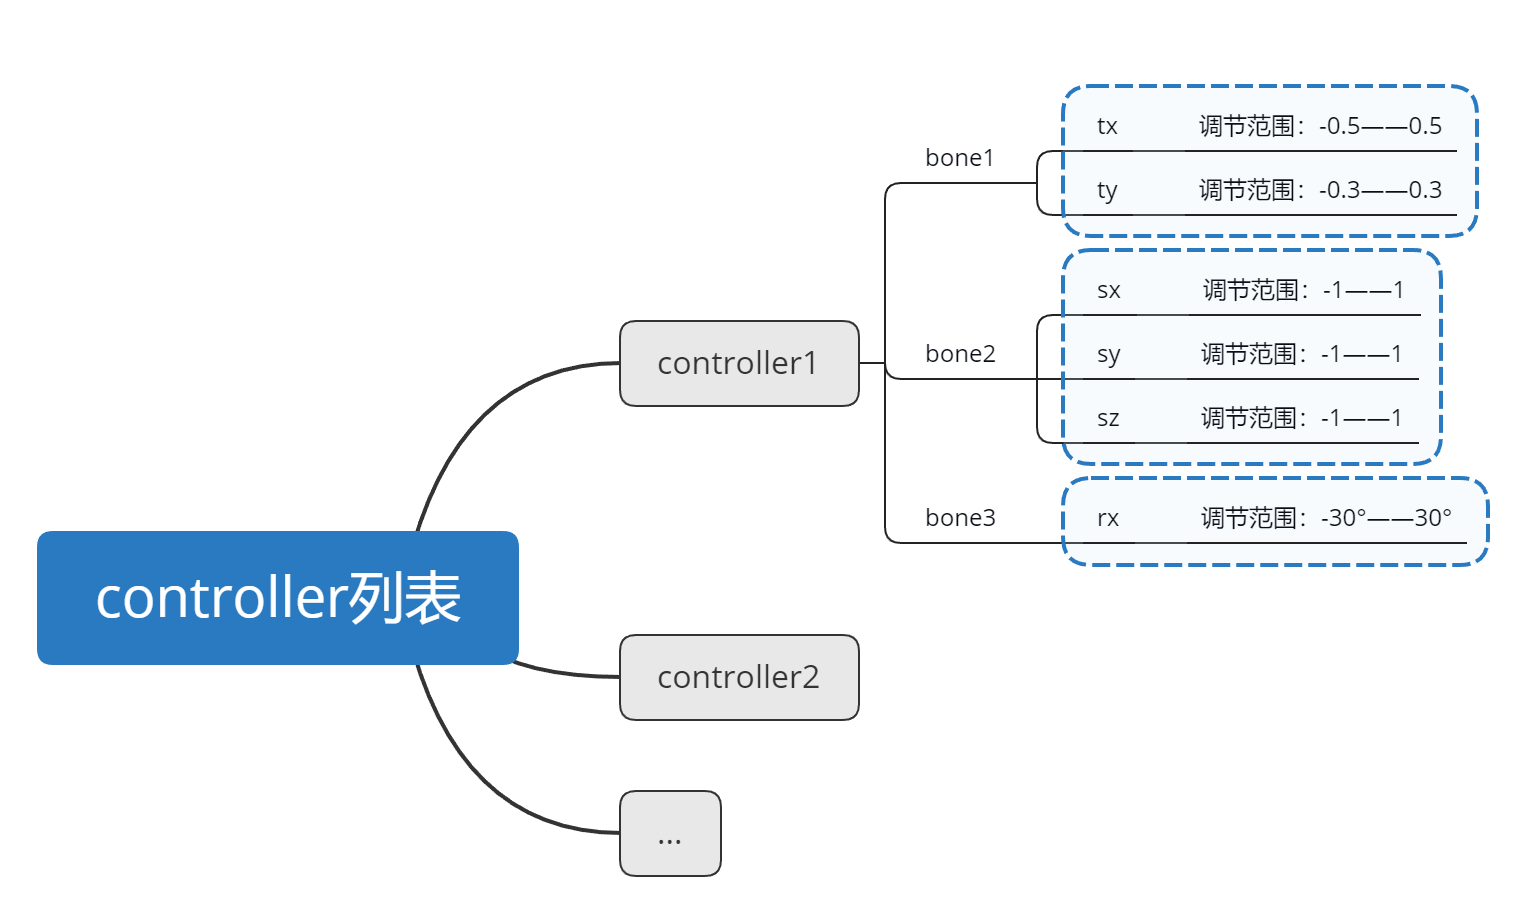 controller列表
controller1
bone1
tx 调节范围：-0.5——0.5
ty 调节范围：-0.3——0.3
bone2
sx 调节范围：-1——1
sy 调节范围：-1——1
sz 调节范围：-1——1
bone3
rx 调节范围：-30°——30°
controller2
...